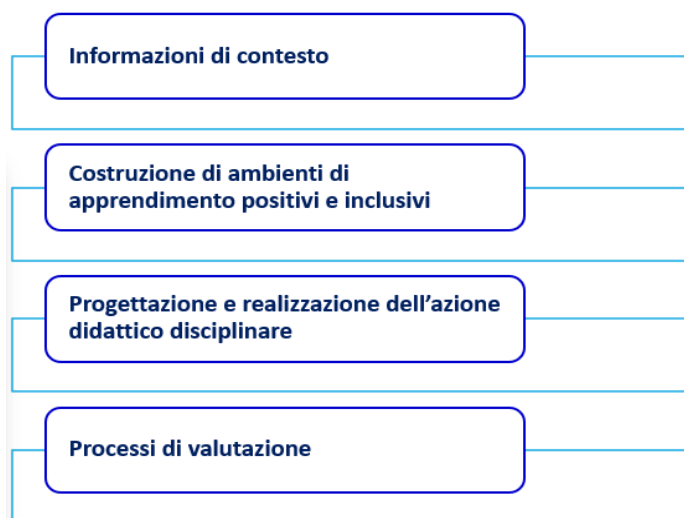 Informazioni di contesto
Costruzione di ambienti di
apprendimento positivi e inclusivi
Progettazione e realizzazione dell’azione
didattico disciplinare
Processi di valutazione